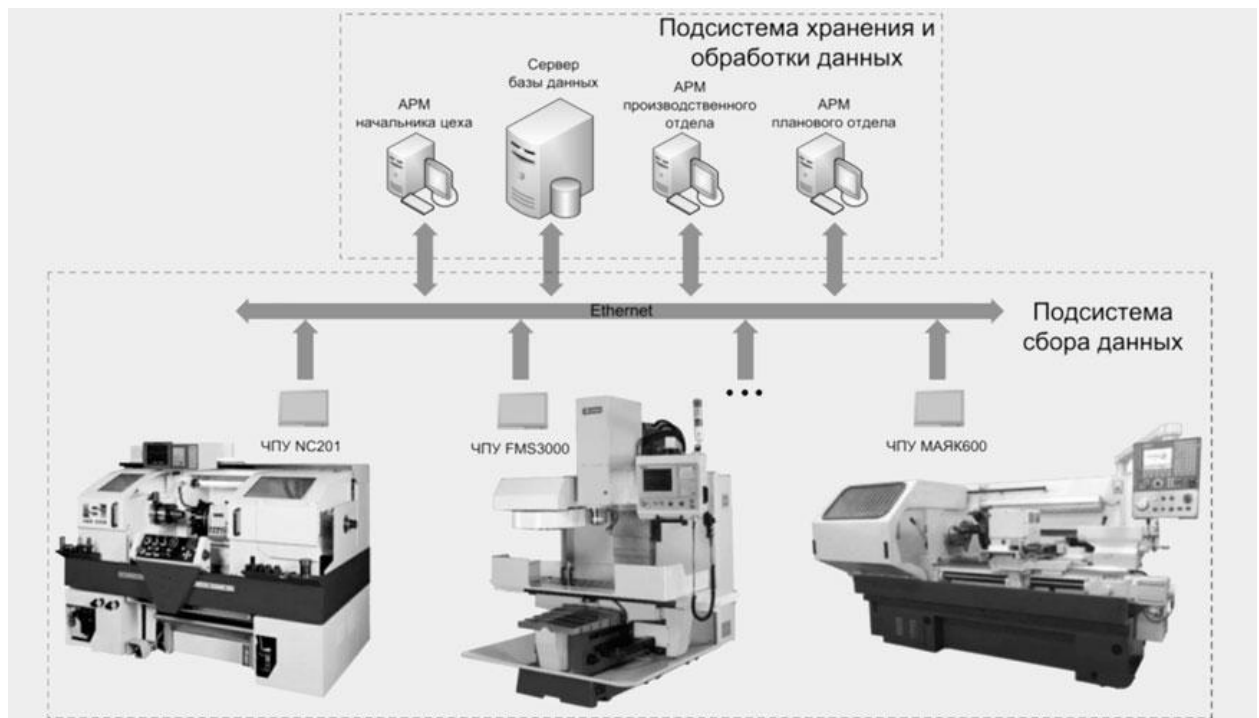 Подсистема хранения и
обработки данных
Сервер
базы данных
АРМ
начальника цеха
АРМ
производственного
отдела
АРМ
планового отдела
Ethernet
Подсистема
сбора данных
ЧПУ NC201
ЧПУ FMS3000
ЧПУ МАЯК600